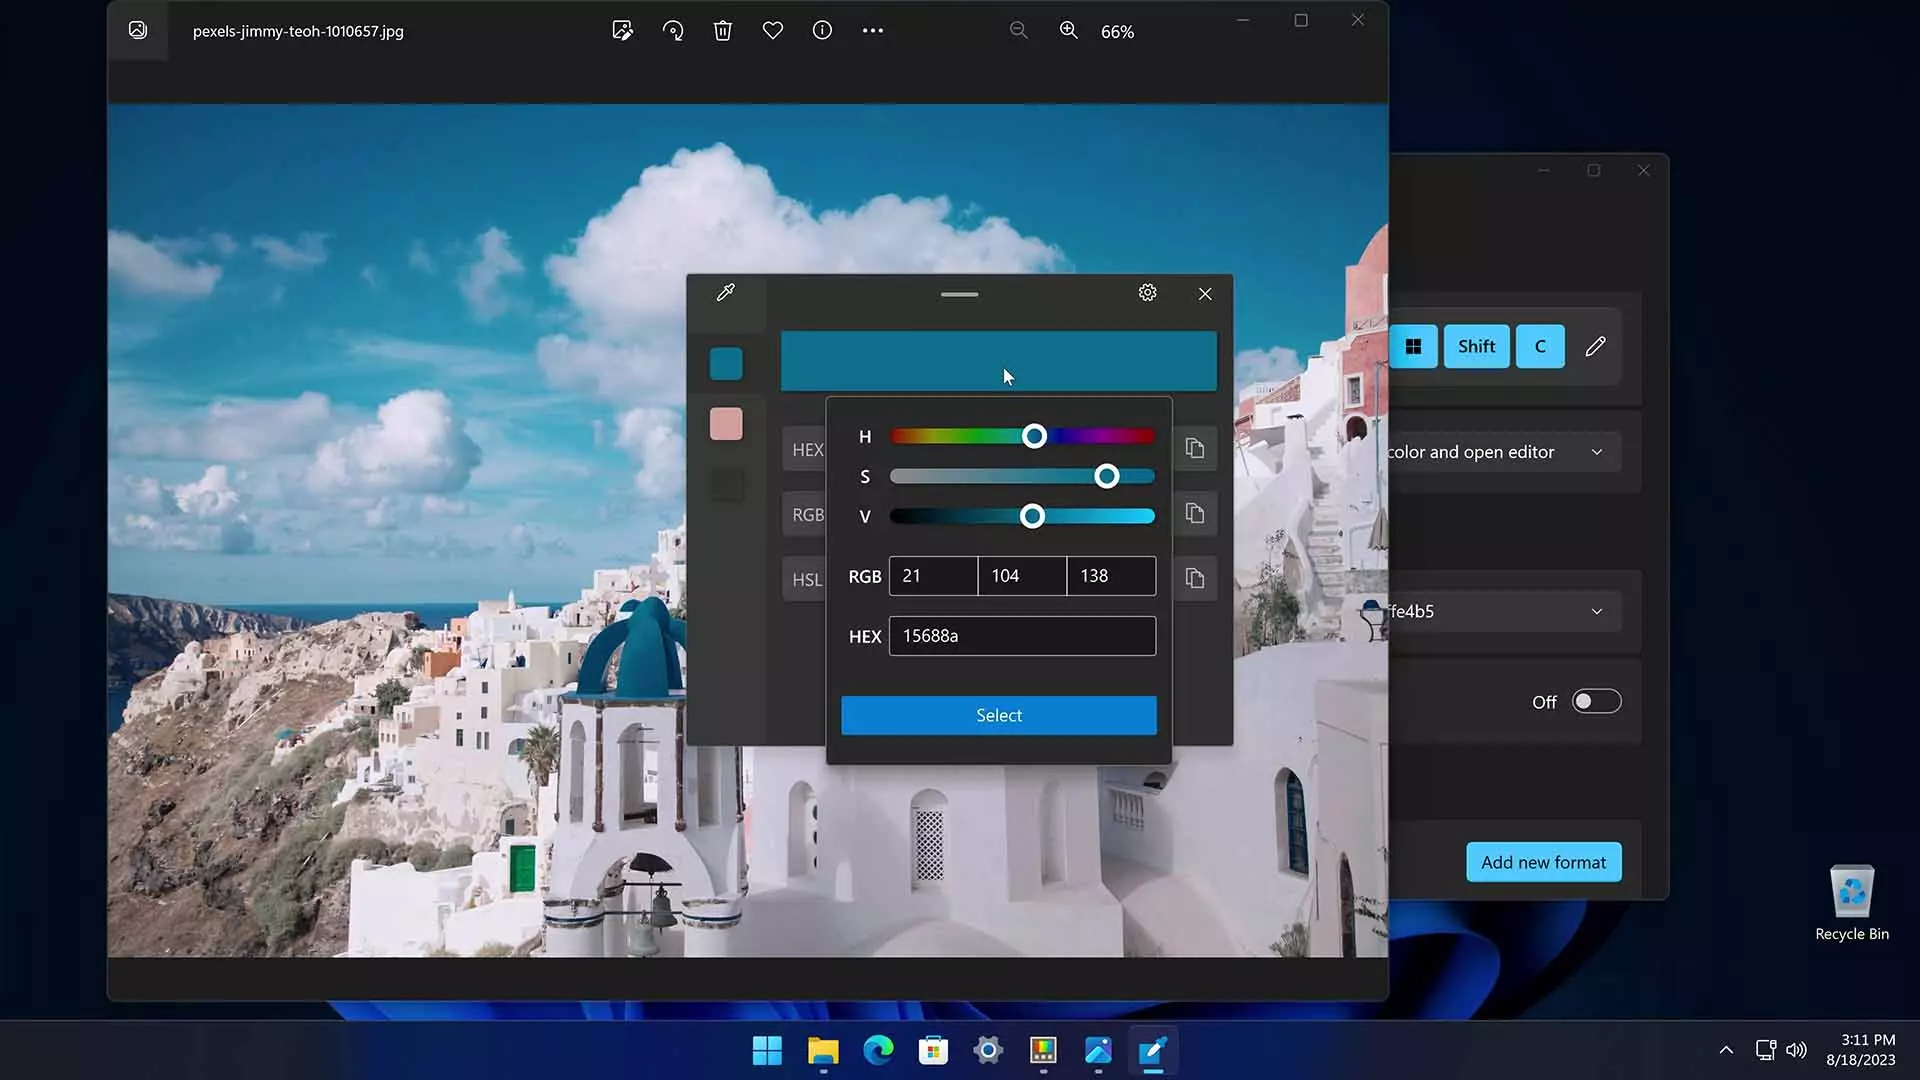 pexels-jimmy-teoh-1010657.jpg
66%
Shift
C
color and open editor
HEX
RGB
HSL
H
S
V
RGB 21 104 138
HEX 15688a
Select
ffe4b5
Off
Add new format
Recycle Bin
3:11 PM
8/18/2023